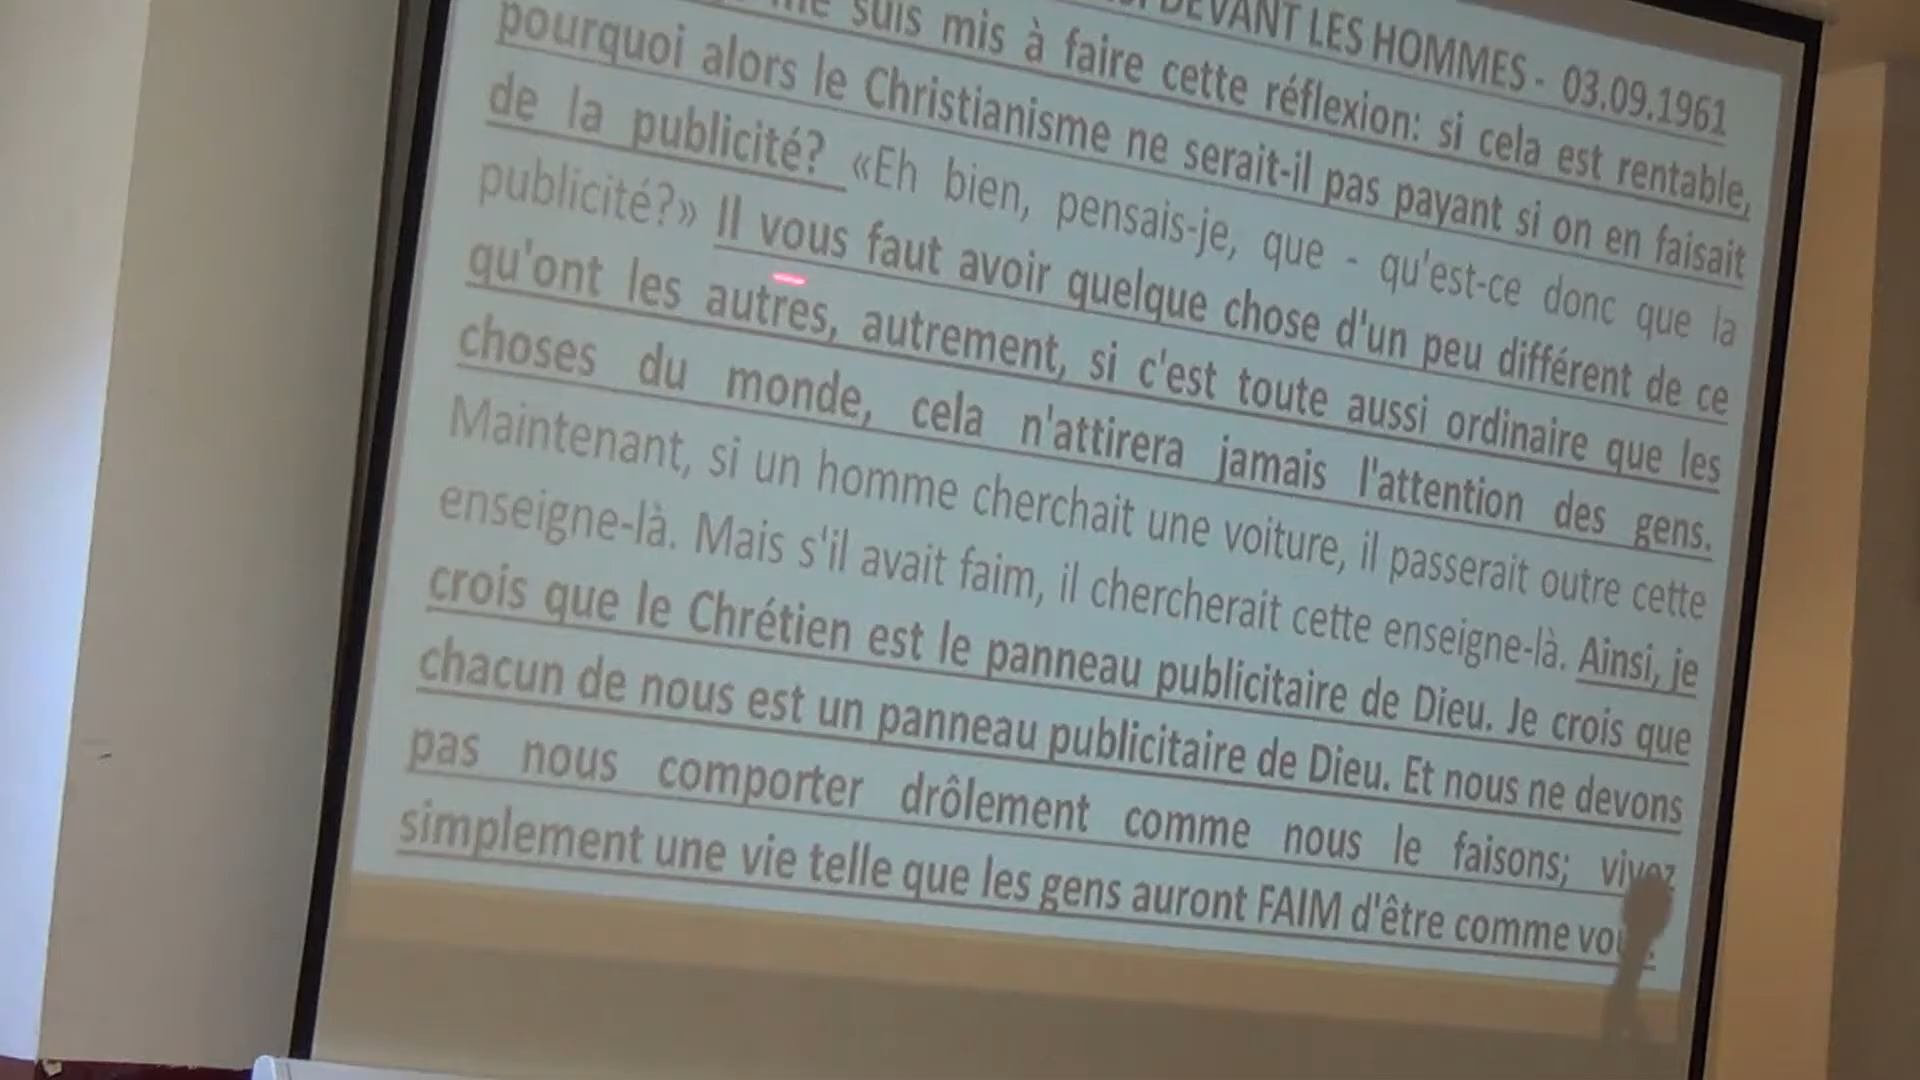 DEVANT LES HOMMES - 03.09.1961
me suis mis à faire cette réflexion: si cela est rentable,
pourquoi alors le Christianisme ne serait-il pas payant si on en faisait
de la publicité? «Eh bien, pensais-je, que - qu'est-ce donc que la
publicité?» Il vous faut avoir quelque chose d'un peu différent de ce
qu'ont les autres, autrement, si c'est toute aussi ordinaire que les
choses du monde, cela n'attirera jamais l'attention des gens.
Maintenant, si un homme cherchait une voiture, il passerait outre cette
enseigne-là. Mais s'il avait faim, il chercherait cette enseigne-là. Ainsi, je
crois que le Chrétien est le panneau publicitaire de Dieu. Je crois que
chacun de nous est un panneau publicitaire de Dieu. Et nous ne devons
pas nous comporter drôlement comme nous le faisons; vivez
simplement une vie telle que les gens auront FAIM d'être comme